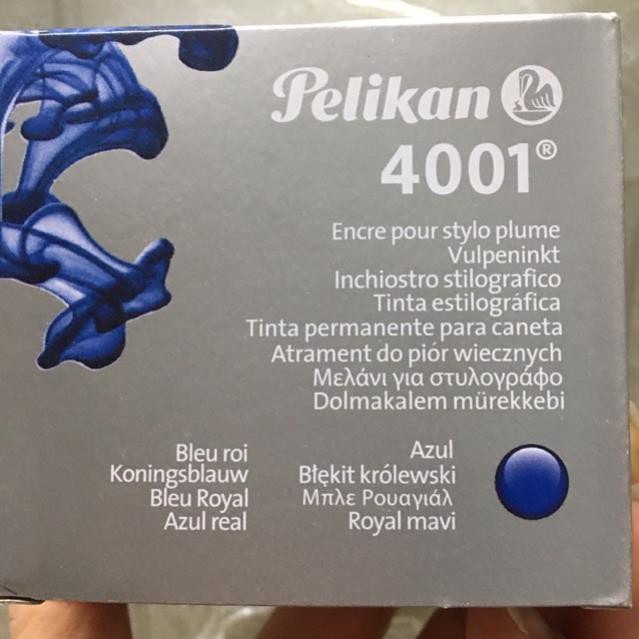 Pelikan
4001®
Encre pour stylo plume
Vulpeninkt
Inchiostro stilografico
Tinta estilográfica
Tinta permanente para caneta
Atrament do piór wiecznych
Μελάνι για στυλογράφο
Dolmakalem mürekkebi
Bleu roi
Koningsblauw
Bleu Royal
Azul real
Azul
Błękit królewski
Μπλε Ρουαγιάλ
Royal mavi